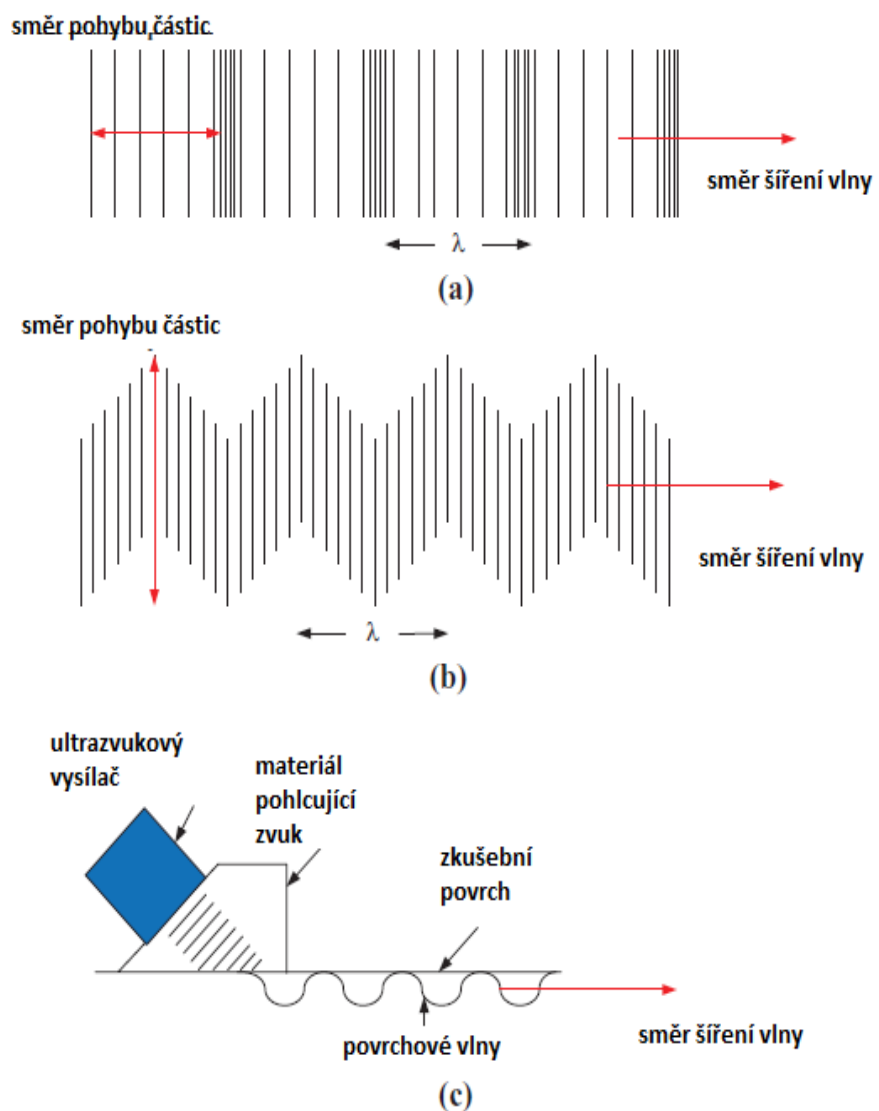 směr pohybu částic
směr šíření vlny
λ
(a)
směr pohybu částic
směr šíření vlny
λ
(b)
ultrazvukový
vysílač
materiál
pohlcující
zvuk
zkušební
povrch
povrchové vlny
směr šíření vlny
(c)